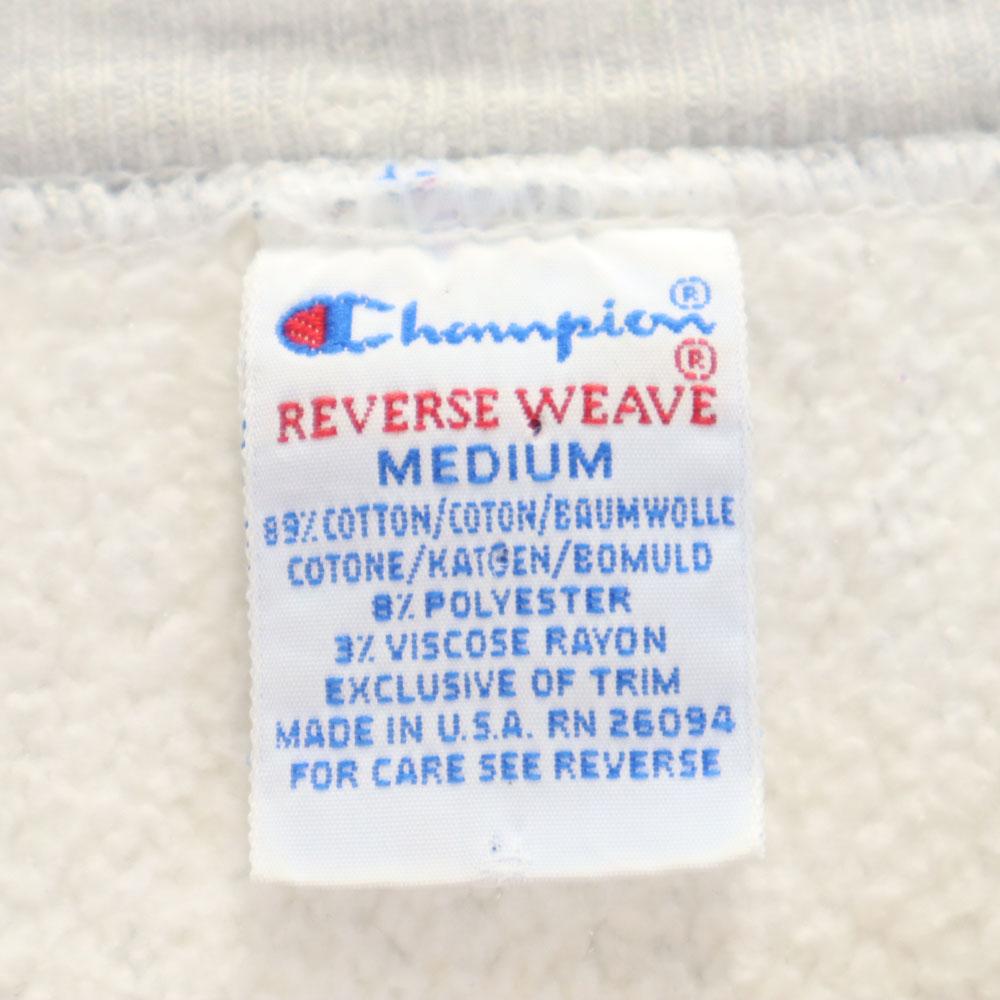 Champion®
®
REVERSE WEAVE
MEDIUM
89% COTTON/COTON/BAUMWOLLE
COTONE/KATOEN/BOMULD
8% POLYESTER
3% VISCOSE RAYON
EXCLUSIVE OF TRIM
MADE IN U.S.A. RN 26094
FOR CARE SEE REVERSE